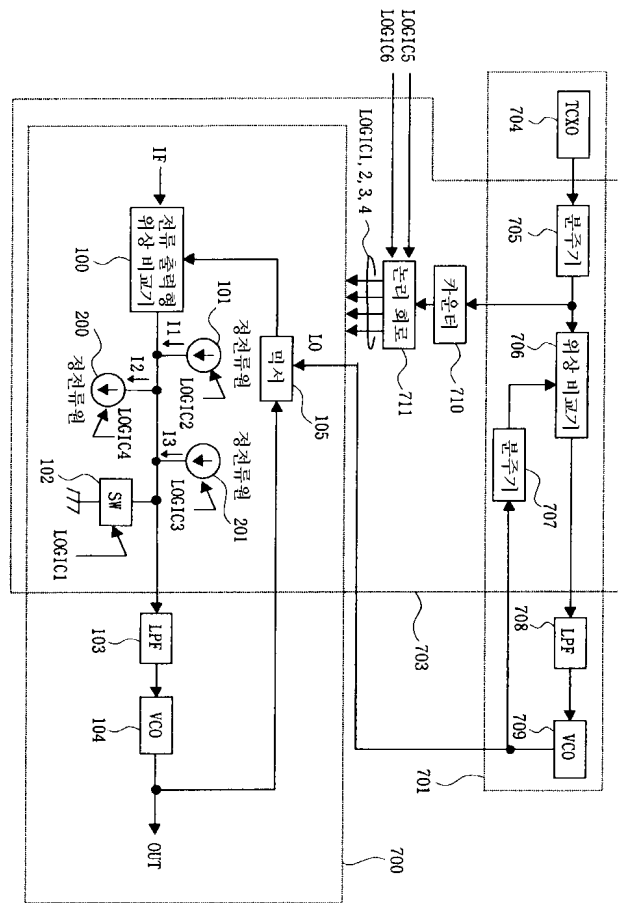 TCXO
704
분주기
705
위상 비교기
706
분주기
707
LPF
708
VCO
709
701
703
카운터
710
LOGIC5
LOGIC6
논리 회로
711
LOGIC1, 2, 3, 4
LO
믹서
105
IF
전류 출력형
위상 비교기
100
I1
101
정전류원
LOGIC2
I2
200
정전류원
LOGIC4
I3
정전류원
201
LOGIC3
SW
102
LOGIC1
LPF
103
VCO
104
OUT
700